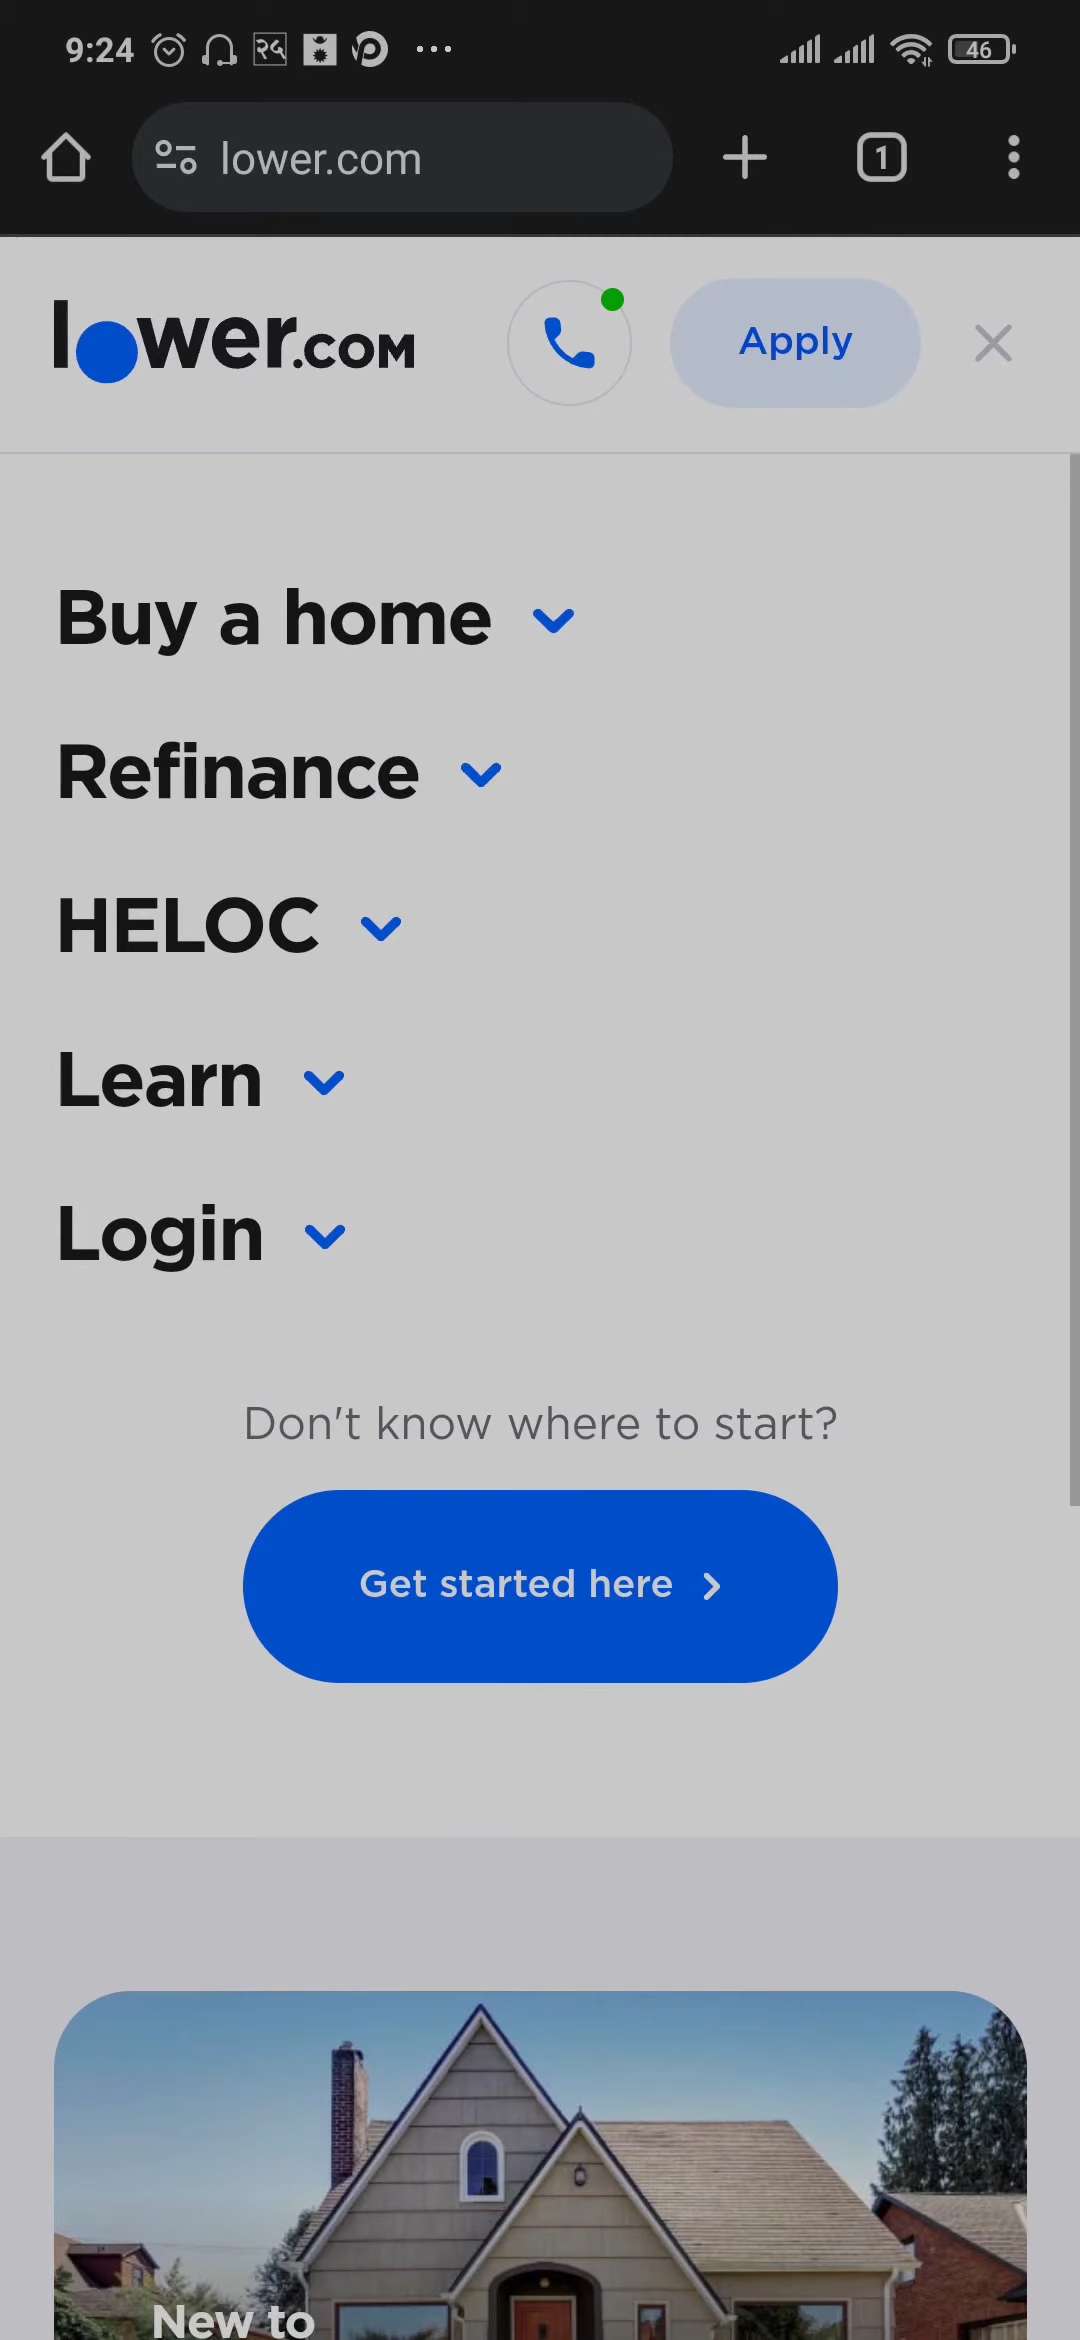 9:24 २५ 46
lower.com 1
lower.com Apply
Buy a home
Refinance
HELOC
Learn
Login
Don't know where to start?
Get started here
New to